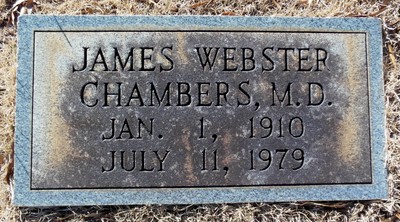 JAMES WEBSTER
CHAMBERS, M.D.
JAN. 1, 1910
JULY 11, 1979